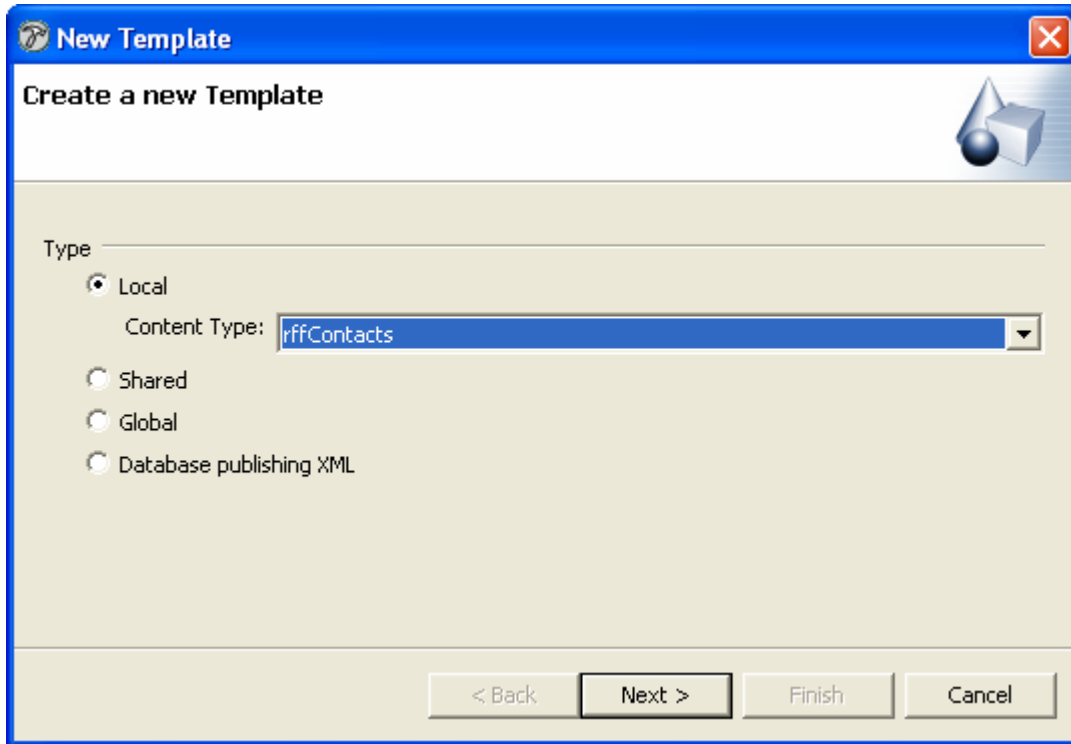 New Template
Create a new Template
Type
Local
Content Type: rffContacts
Shared
Global
Database publishing XML
< Back Next > Finish Cancel